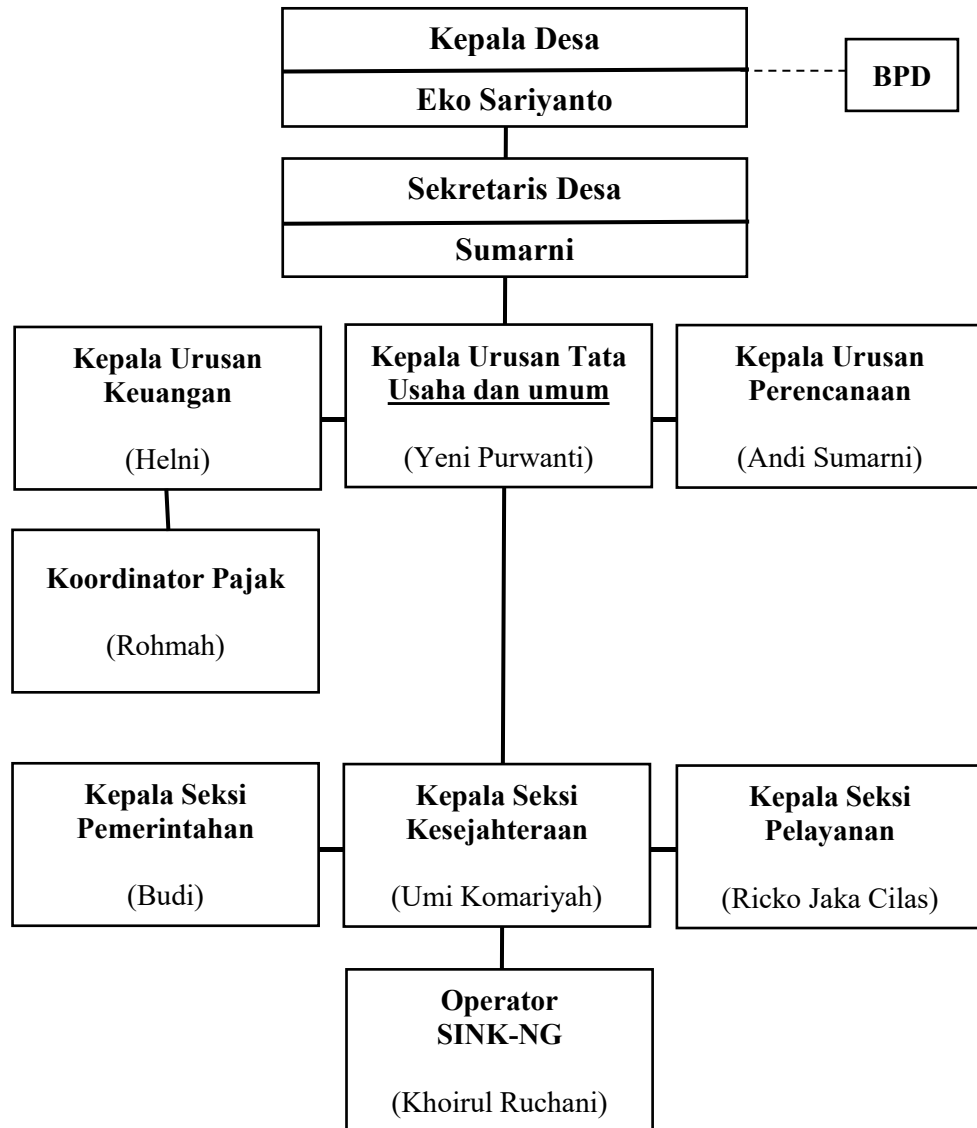 Kepala Desa
BPD
Eko Sariyanto
Sekretaris Desa
Sumarni
Kepala Urusan
Keuangan
(Helni)
Kepala Urusan Tata
Usaha dan umum
(Yeni Purwanti)
Kepala Urusan
Perencanaan
(Andi Sumarni)
Koordinator Pajak
(Rohmah)
Kepala Seksi
Pemerintahan
(Budi)
Kepala Seksi
Kesejahteraan
(Umi Komariyah)
Kepala Seksi
Pelayanan
(Ricko Jaka Cilas)
Operator
SINK-NG
(Khoirul Ruchani)